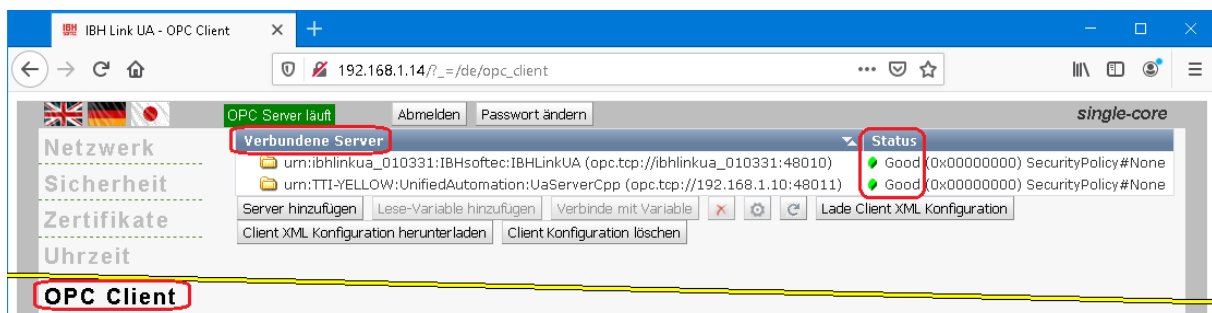 IBH Link UA - OPC Client
192.168.1.14/?_=/de/opc_client
OPC Server läuft Abmelden Passwort ändern single-core
Netzwerk
Sicherheit
Zertifikate
Uhrzeit
OPC Client
Verbundene Server Status
urn:ibhlinkua_010331:IBHsoftec:IBHLinkUA (opc.tcp://ibhlinkua_010331:48010) Good (0x00000000) SecurityPolicy#None
urn:TTI-YELLOW:UnifiedAutomation:UaServerCpp (opc.tcp://192.168.1.10:48011) Good (0x00000000) SecurityPolicy#None
Server hinzufügen Lese-Variable hinzufügen Verbinde mit Variable Lade Client XML Konfiguration
Client XML Konfiguration herunterladen Client Konfiguration löschen